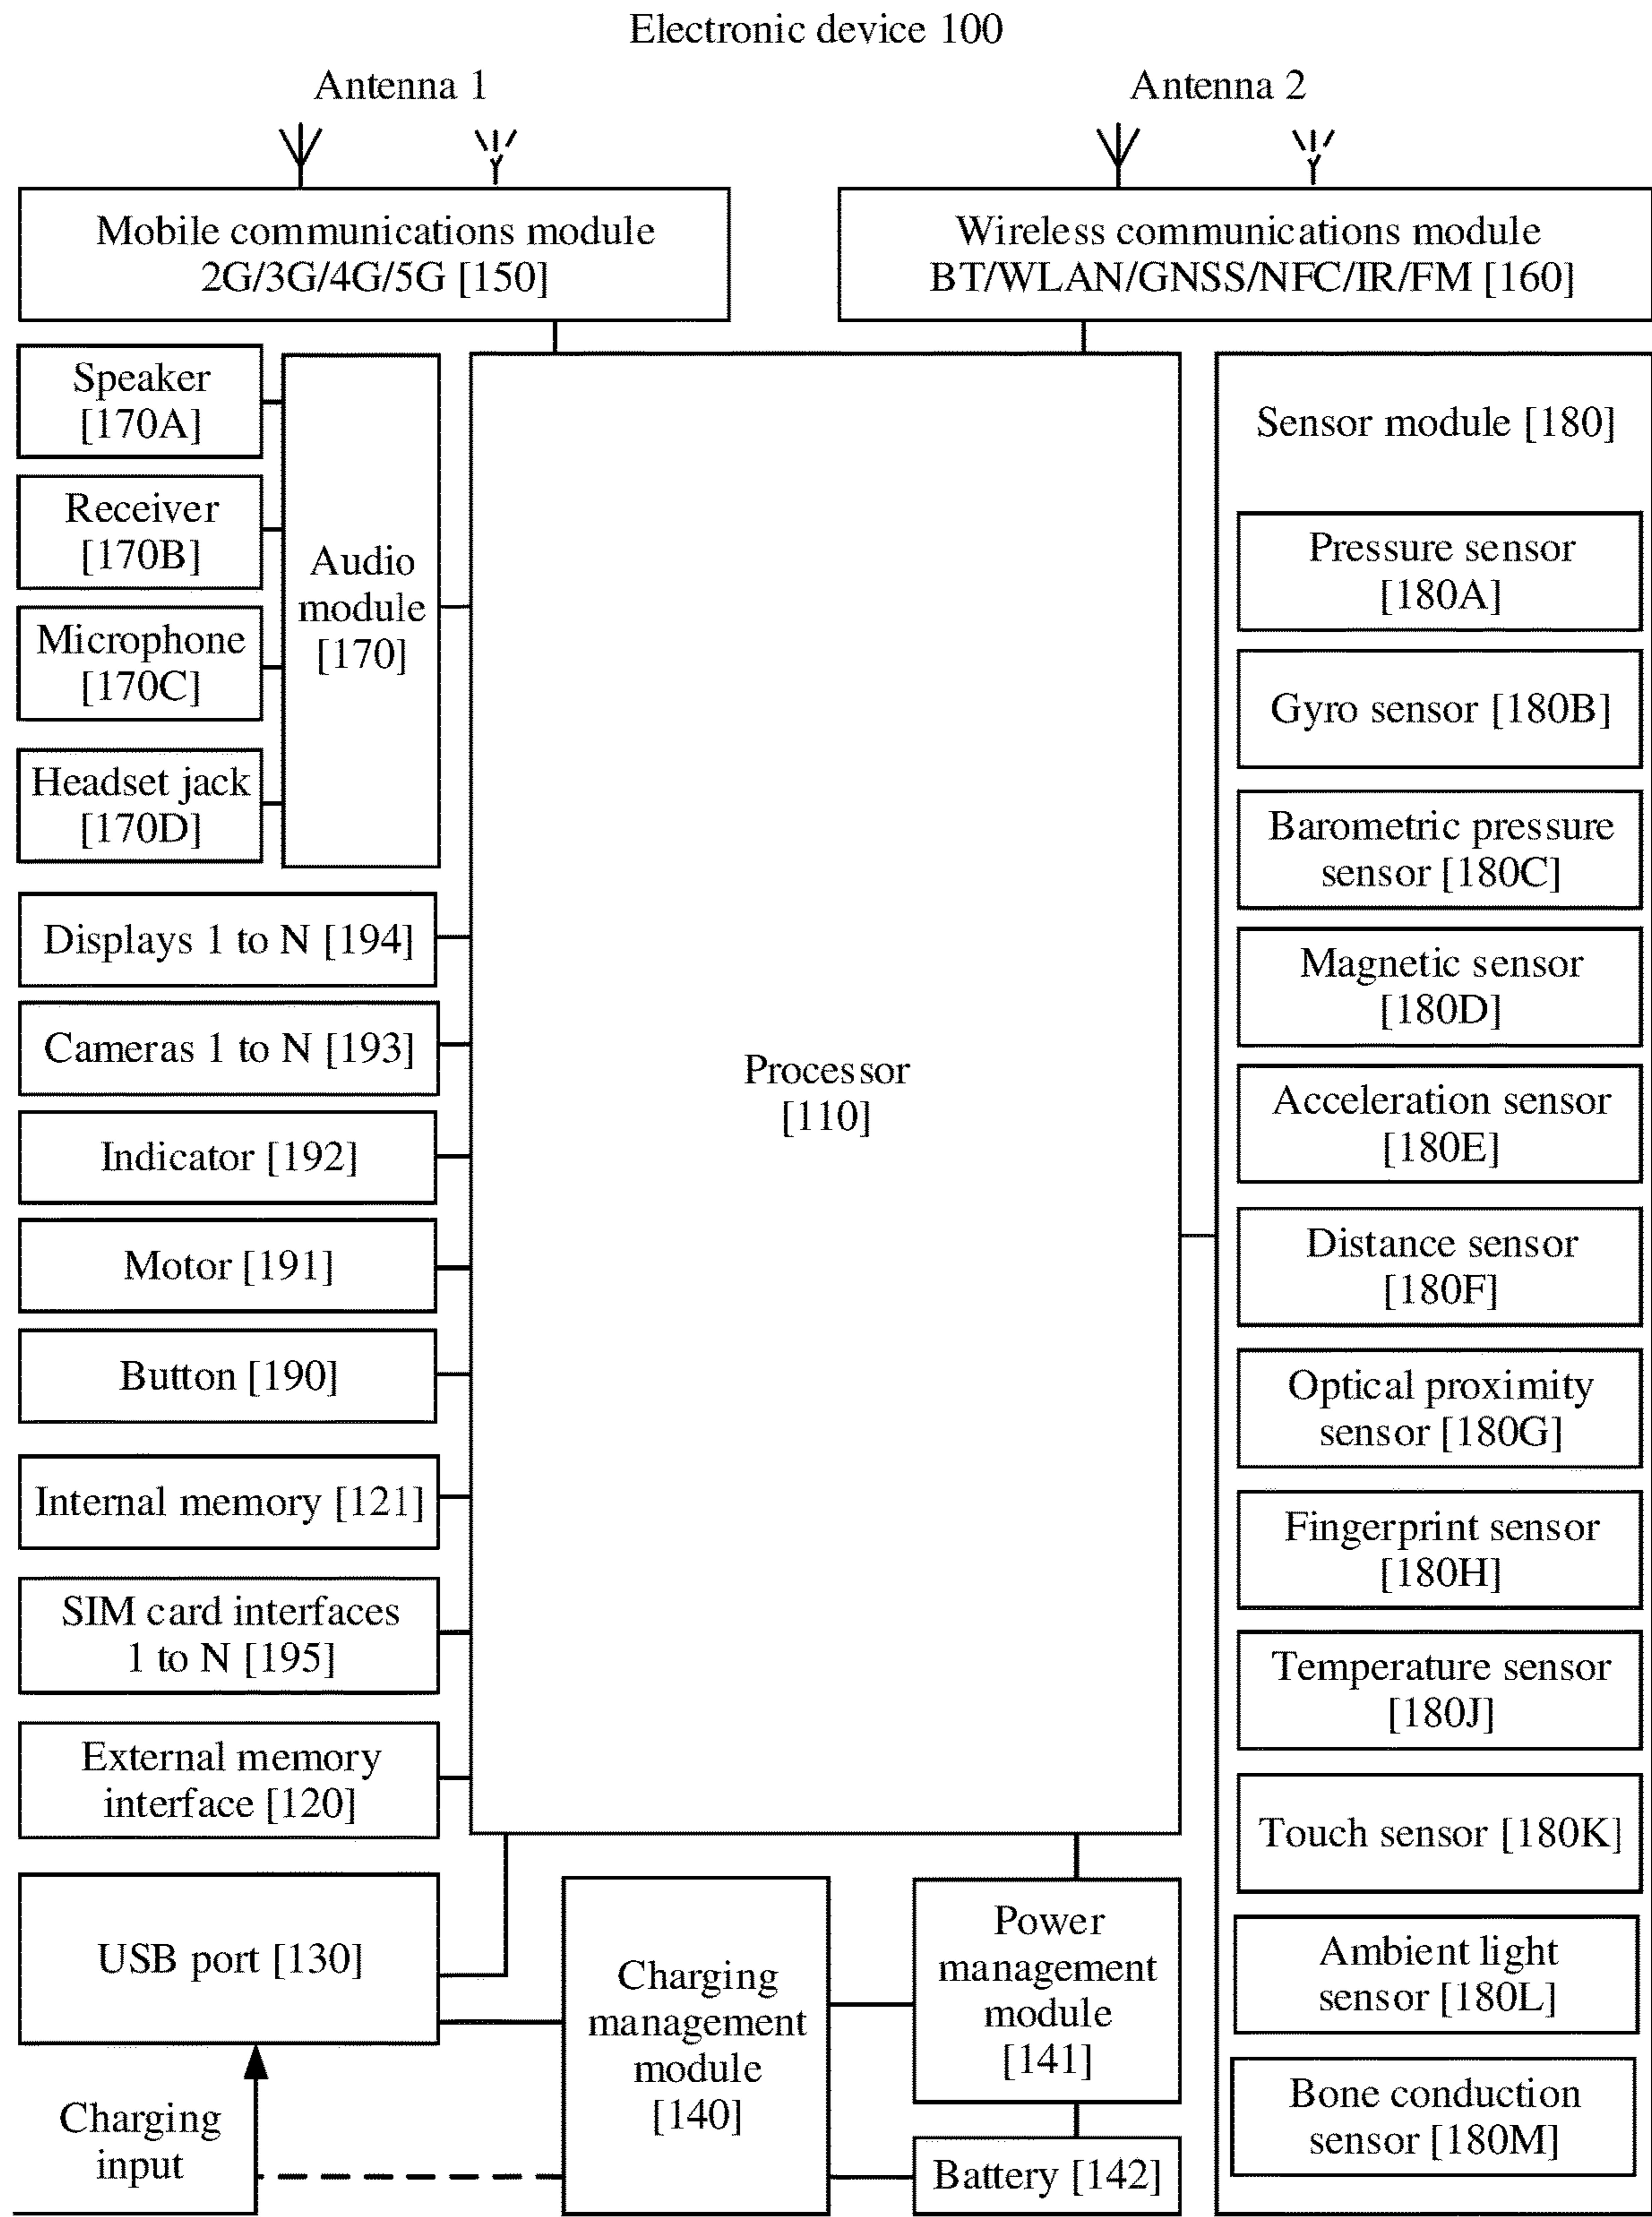 Electronic device 100
Antenna 1
Antenna 2
Mobile communications module
2G/3G/4G/5G [150]
Wireless communications module
BT/WLAN/GNSS/NFC/IR/FM [160]
Speaker
[170A]
Receiver
[170B]
Microphone
[170C]
Headset jack
[170D]
Audio
module
[170]
Displays 1 to N [194]
Cameras 1 to N [193]
Indicator [192]
Motor [191]
Button [190]
Internal memory [121]
SIM card interfaces
1 to N [195]
External memory
interface [120]
USB port [130]
Charging
input
Processor
[110]
Charging
management
module
[140]
Power
management
module
[141]
Battery [142]
Sensor module [180]
Pressure sensor
[180A]
Gyro sensor [180B]
Barometric pressure
sensor [180C]
Magnetic sensor
[180D]
Acceleration sensor
[180E]
Distance sensor
[180F]
Optical proximity
sensor [180G]
Fingerprint sensor
[180H]
Temperature sensor
[180J]
Touch sensor [180K]
Ambient light
sensor [180L]
Bone conduction
sensor [180M]